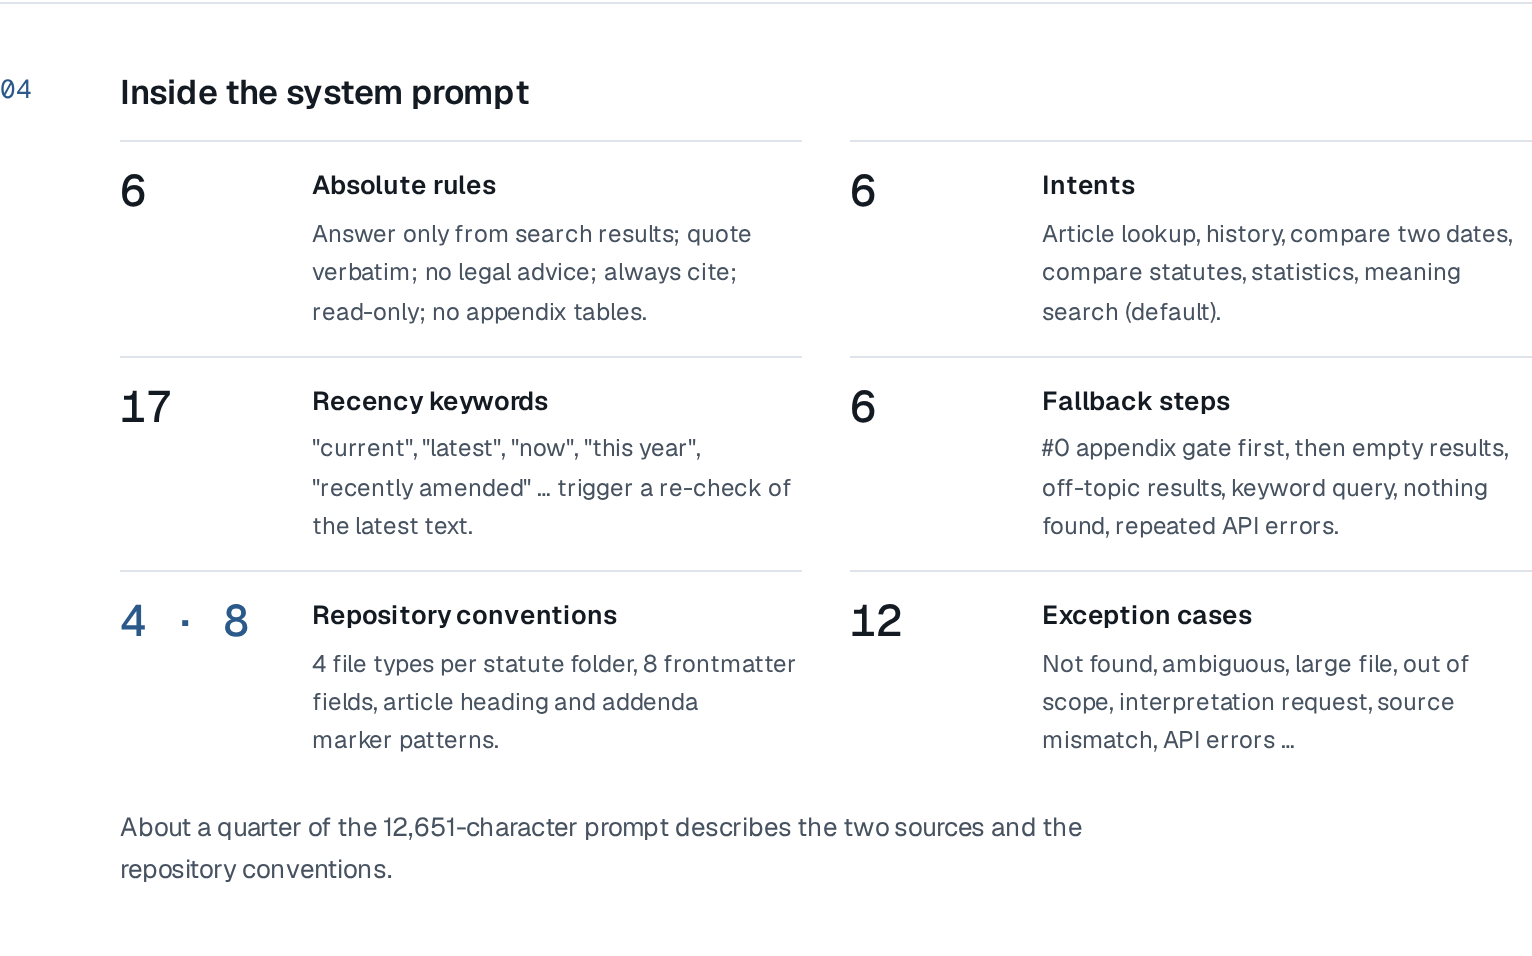 04
Inside the system prompt
6
Absolute rules
Answer only from search results; quote
verbatim; no legal advice; always cite;
read-only; no appendix tables.
6
Intents
Article lookup, history, compare two dates,
compare statutes, statistics, meaning
search (default).
17
Recency keywords
"current", "latest", "now", "this year",
"recently amended" … trigger a re-check of
the latest text.
6
Fallback steps
#0 appendix gate first, then empty results,
off-topic results, keyword query, nothing
found, repeated API errors.
4 · 8
Repository conventions
4 file types per statute folder, 8 frontmatter
fields, article heading and addenda
marker patterns.
12
Exception cases
Not found, ambiguous, large file, out of
scope, interpretation request, source
mismatch, API errors …
About a quarter of the 12,651-character prompt describes the two sources and the
repository conventions.